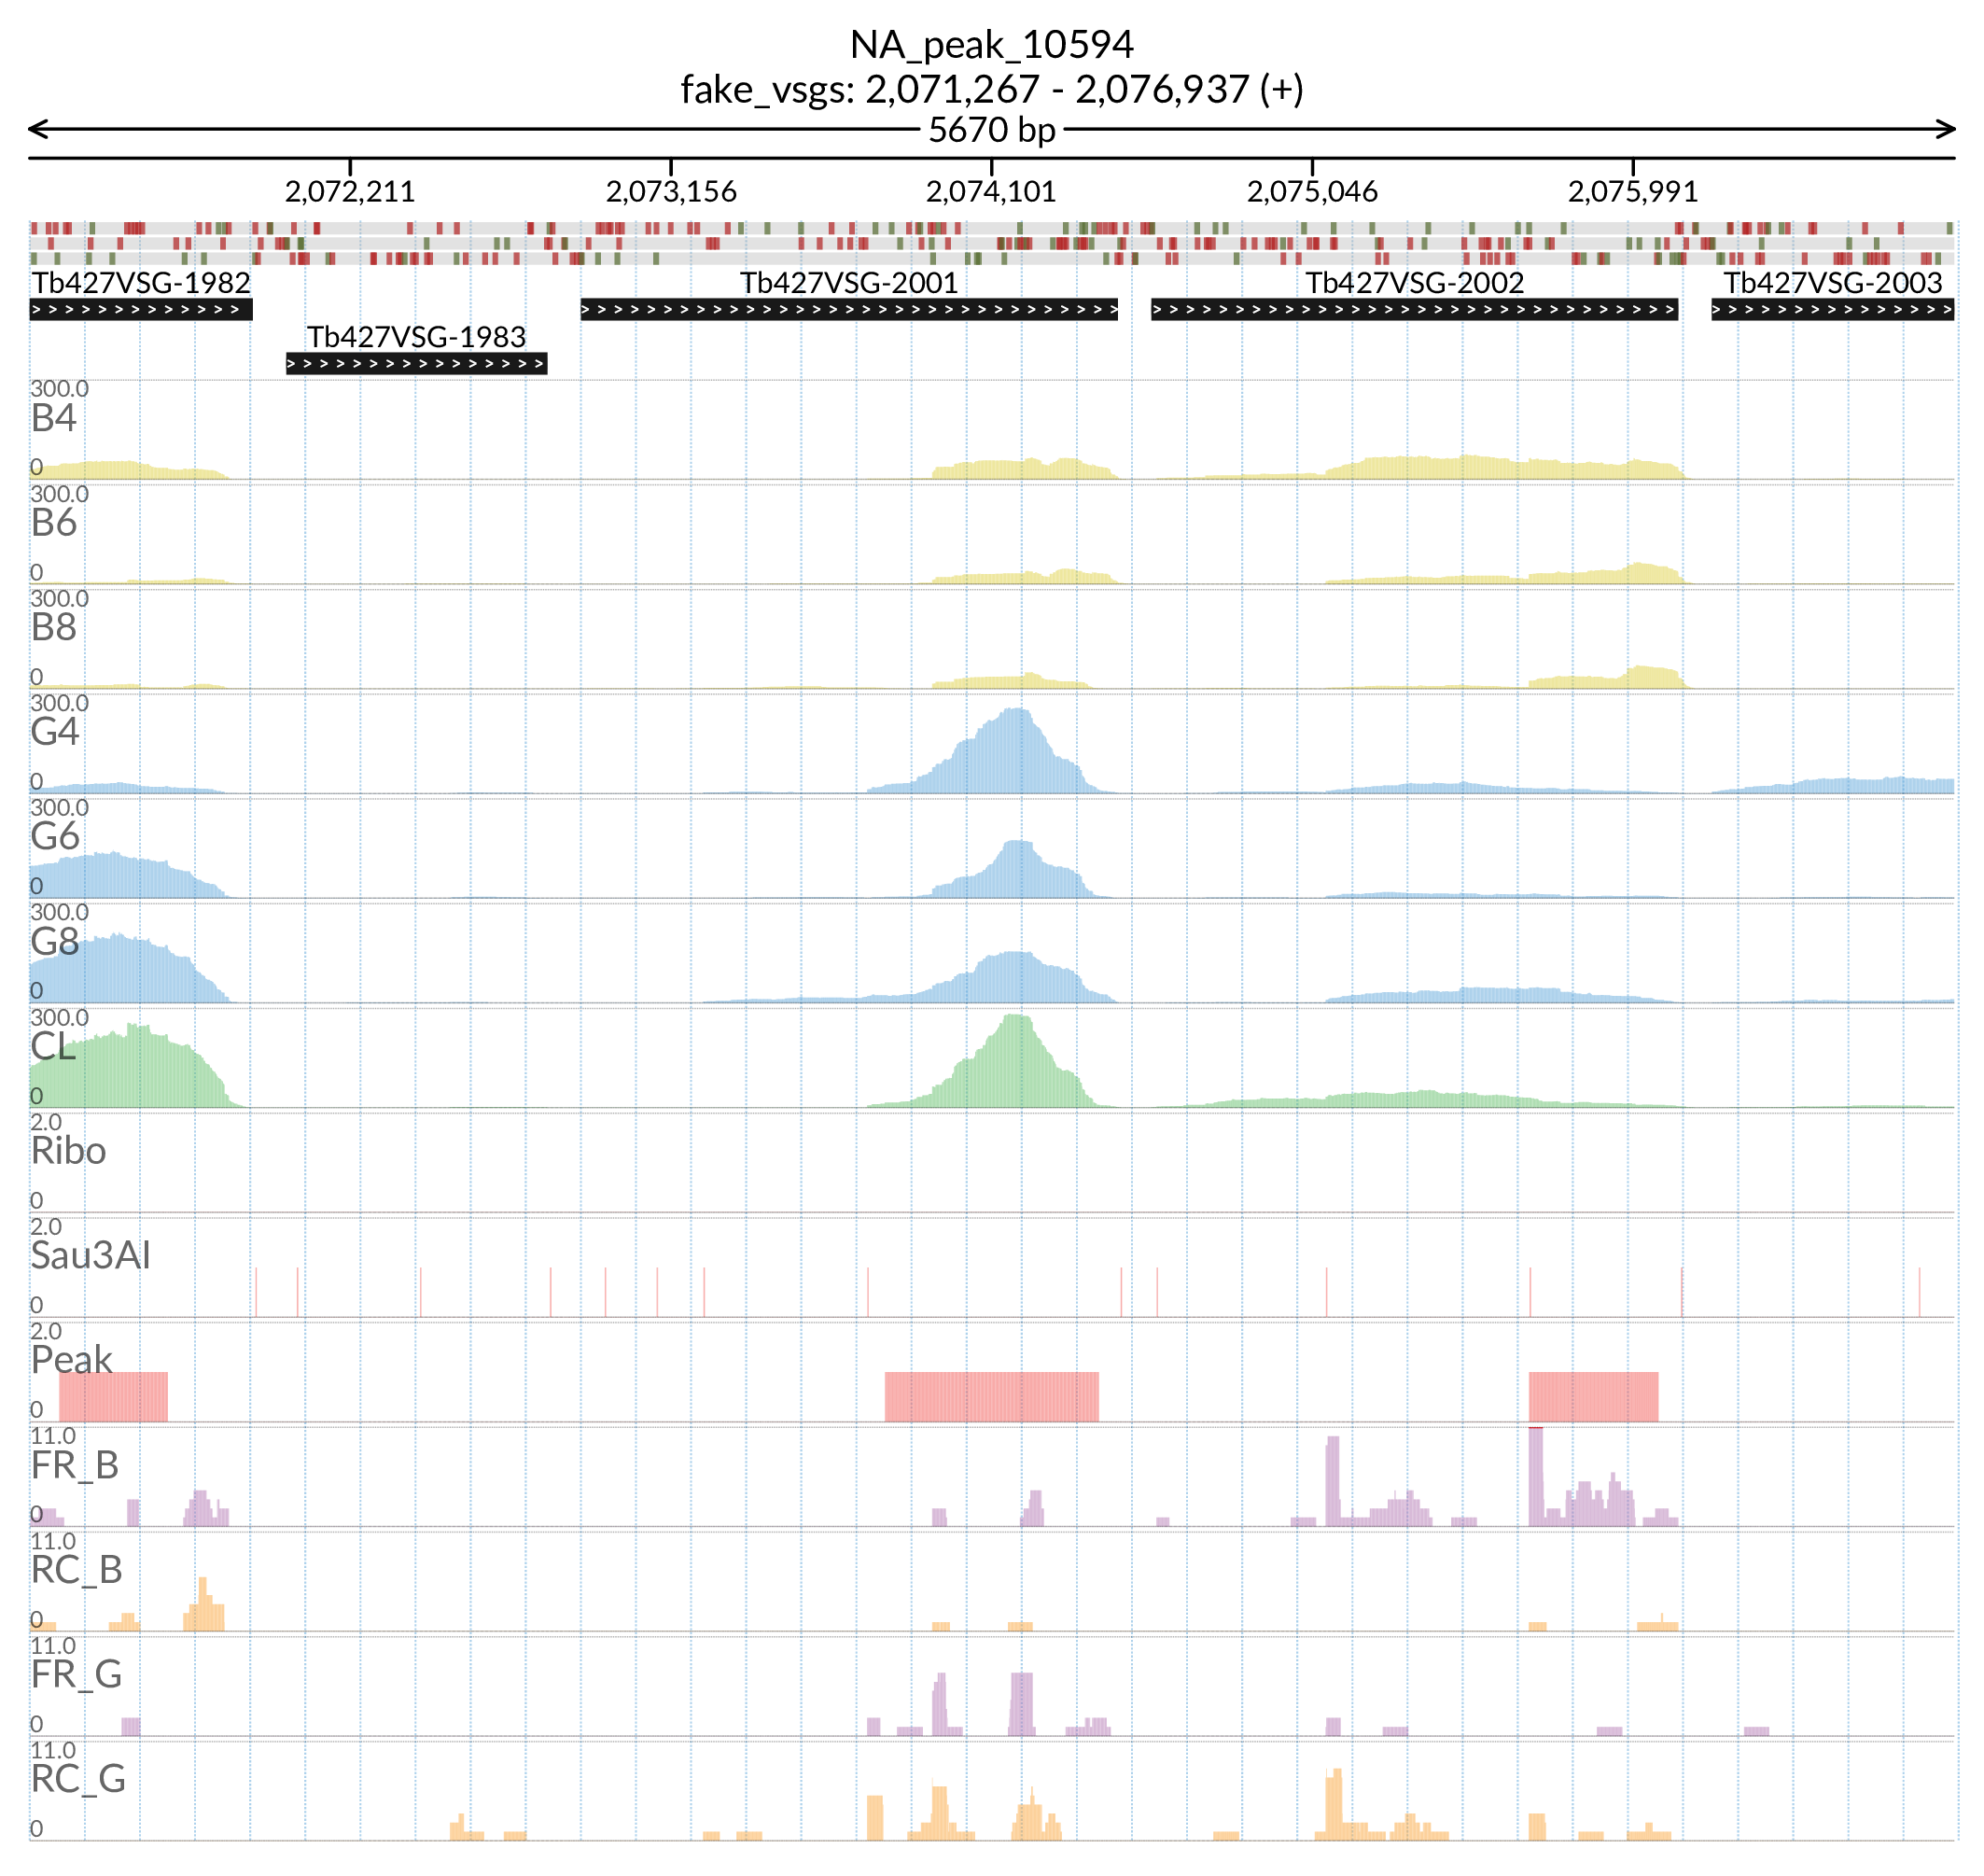 NA_peak_10594
fake_vsgs: 2,071,267 - 2,076,937 (+)
5670 bp
2,072,211 2,073,156 2,074,101 2,075,046 2,075,991
Tb427VSG-1982 Tb427VSG-2001 Tb427VSG-2002 Tb427VSG-2003
Tb427VSG-1983
300.0
B4
0
300.0
B6
0
300.0
B8
0
300.0
G4
0
300.0
G6
0
300.0
G8
0
300.0
CL
0
2.0
Ribo
0
2.0
Sau3AI
0
2.0
Peak
0
11.0
FR_B
0
11.0
RC_B
0
11.0
FR_G
0
11.0
RC_G
0